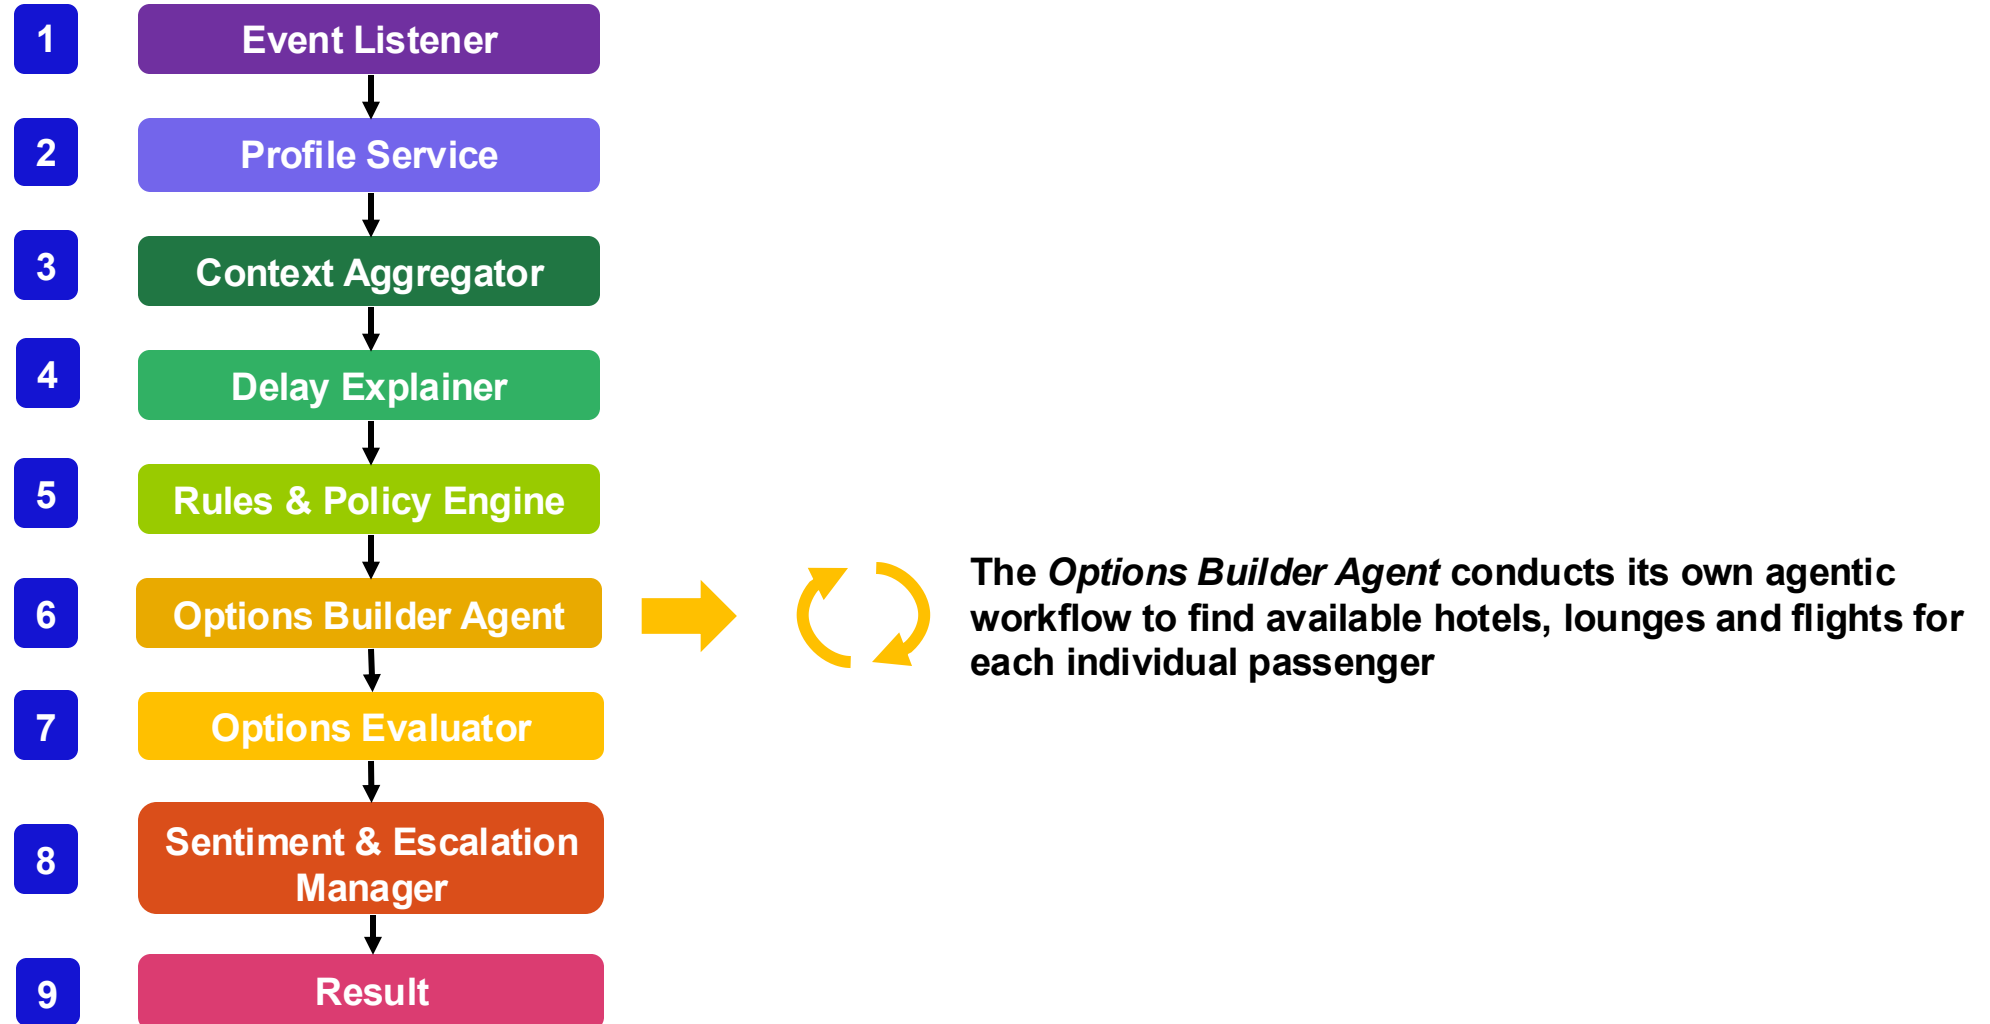 1
Event Listener
2
Profile Service
3
Context Aggregator
4
Delay Explainer
5
Rules & Policy Engine
6
Options Builder Agent
The Options Builder Agent conducts its own agentic
workflow to find available hotels, lounges and flights for
each individual passenger
7
Options Evaluator
8
Sentiment & Escalation
Manager
9
Result